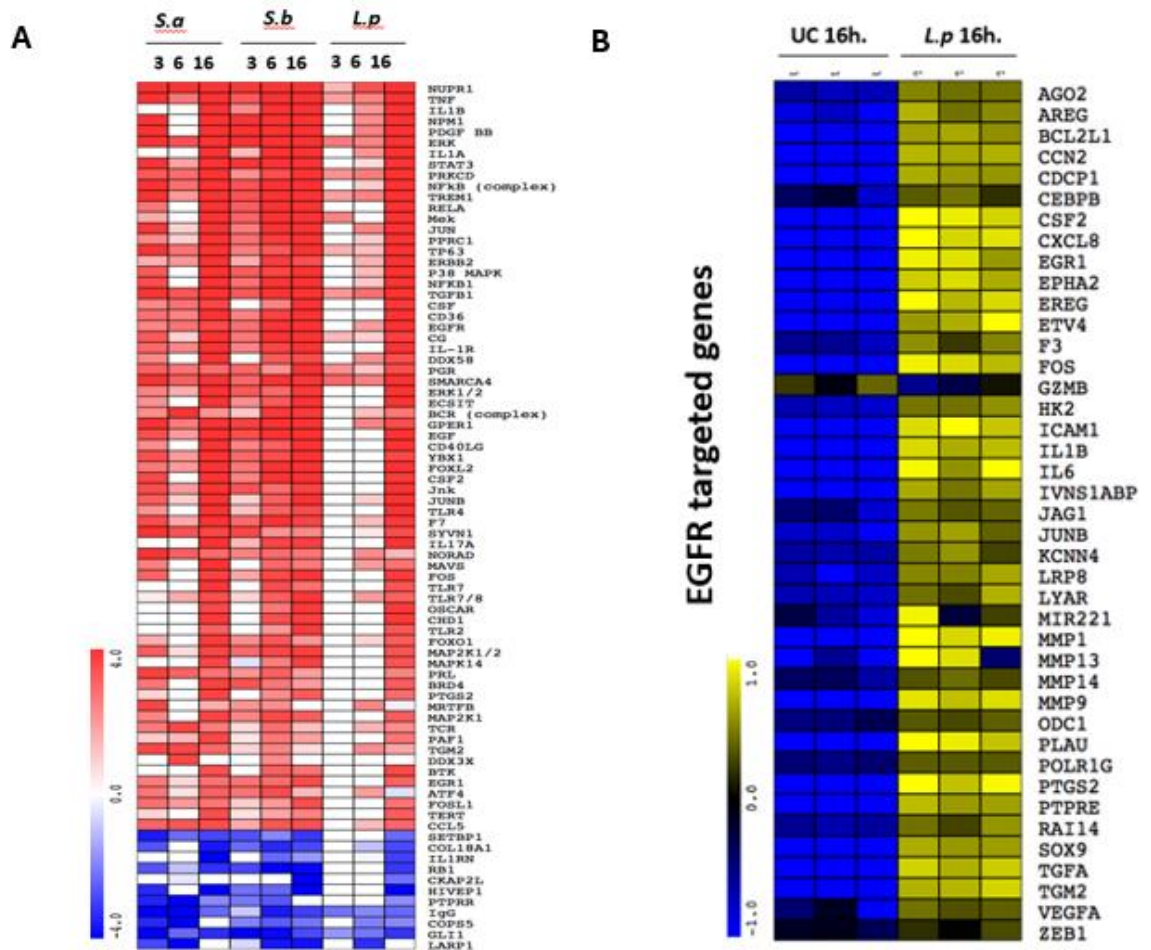 A
S.a S.b L.p
3 6 16 3 6 16 3 6 16
NUPR1
TNF
IL1B
NPM1
PDGF BB
ERK
IL1A
STAT3
PRKCD
NFkB (complex)
TREM1
RELA
Mek
JUN
PPRC1
TP63
ERBB2
P38 MAPK
NFKB1
TGFB1
CSF
CD36
EGFR
CG
IL-1R
DDX58
PGR
SMARCA4
ERK1/2
ECSIT
BCR (complex)
GPER1
EGF
CD40LG
YBX1
FOXL2
CSF2
Jnk
JUNB
TLR4
F7
SYVN1
IL17A
NORAD
MAVS
FOS
TLR7
TLR7/8
OSCAR
CHD1
TLR2
FOXO1
MAP2K1/2
MAPK14
PRL
BRD4
PTGS2
MRTFB
MAP2K1
TCR
PAF1
TGM2
DDX3X
BTK
EGR1
ATF4
FOSL1
TERT
CCL5
SETBP1
COL18A1
IL1RN
RB1
CKAP2L
HIVEP1
PTPRR
IgG
COPS5
GLI1
LARP1
4.0
0.0
-4.0
B
UC 16h. L.p 16h.
EGFR targeted genes
AGO2
AREG
BCL2L1
CCN2
CDCP1
CEBPB
CSF2
CXCL8
EGR1
EPHA2
EREG
ETV4
F3
FOS
GZMB
HK2
ICAM1
IL1B
IL6
IVNS1ABP
JAG1
JUNB
KCNN4
LRP8
LYAR
MIR221
MMP1
MMP13
MMP14
MMP9
ODC1
PLAU
POLR1G
PTGS2
PTPRE
RAI14
SOX9
TGFA
TGM2
VEGFA
ZEB1
1.0
0.0
-1.0